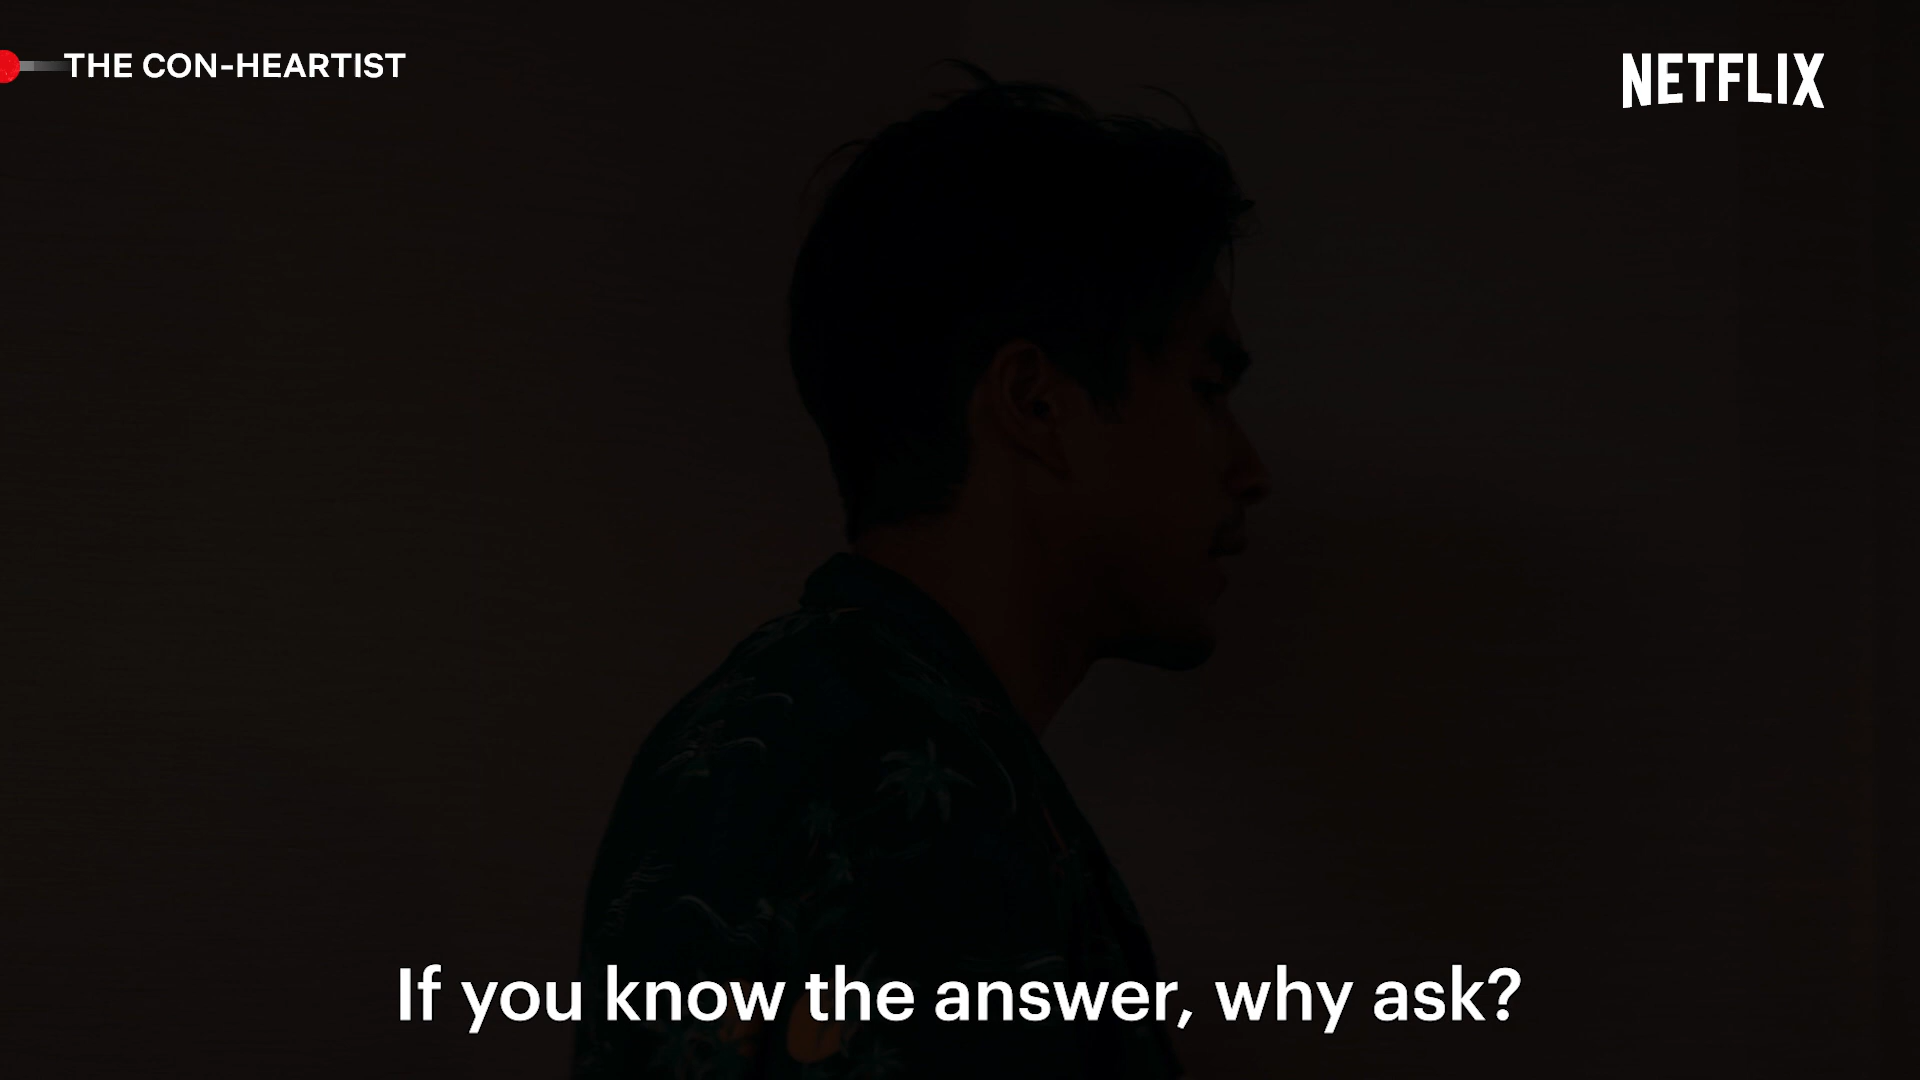 THE CON-HEARTIST
NETFLIX
If you know the answer, why ask?